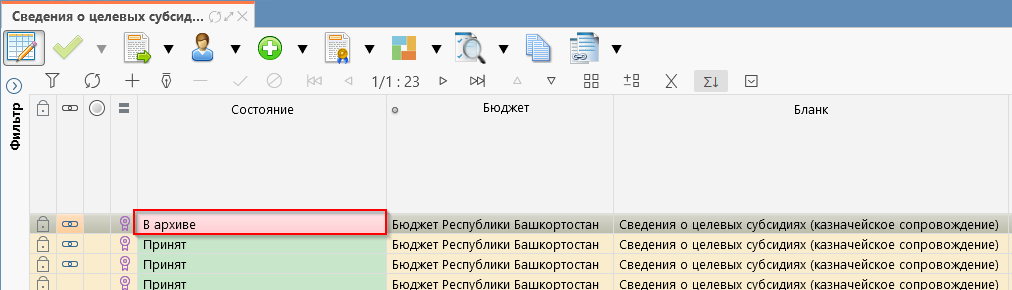 Сведения о целевых субсид...
1/1 : 23
Фильтр
Состояние
Бюджет
Бланк
В архиве
Бюджет Республики Башкортостан
Сведения о целевых субсидиях (казначейское сопровождение)
Принят
Бюджет Республики Башкортостан
Сведения о целевых субсидиях (казначейское сопровождение)
Принят
Бюджет Республики Башкортостан
Сведения о целевых субсидиях (казначейское сопровождение)
Принят
Бюджет Республики Башкортостан
Сведения о целевых субсидиях (казначейское сопровождение)